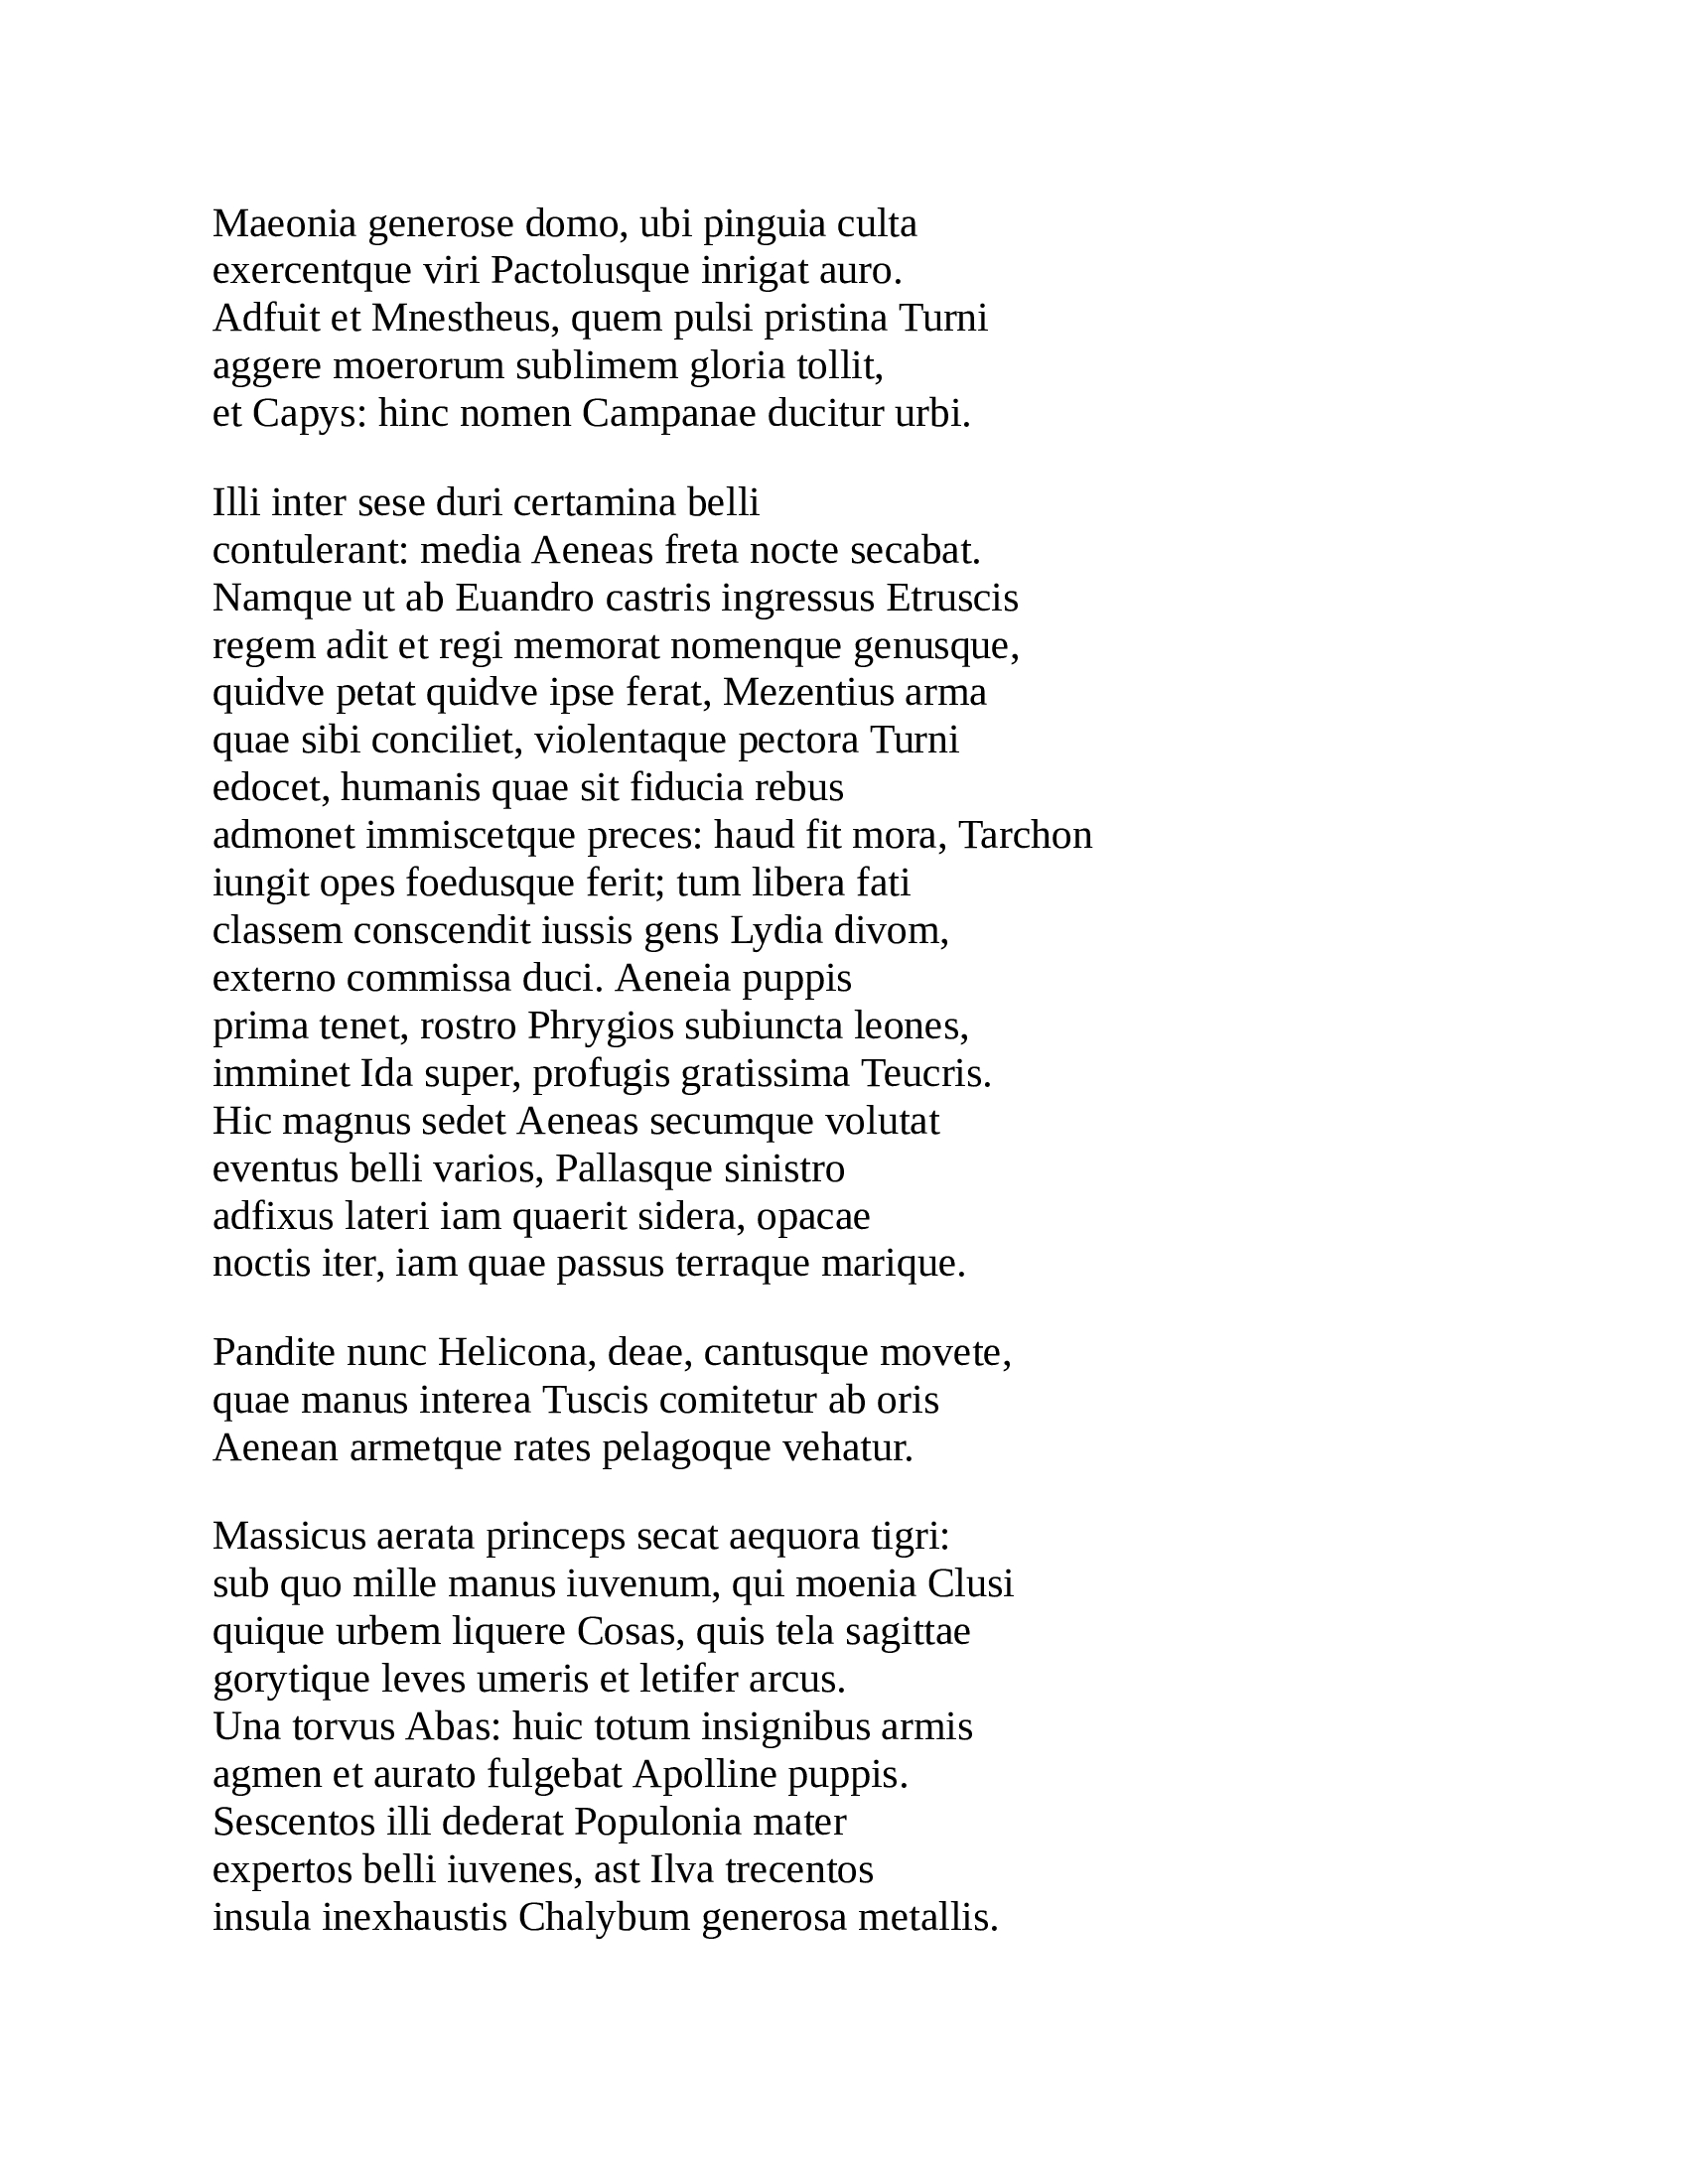 Maeonia generose domo, ubi pinguia culta
exercentque viri Pactolusque inrigat auro.
Adfuit et Mnestheus, quem pulsi pristina Turni
aggere moerorum sublimem gloria tollit,
et Capys: hinc nomen Campanae ducitur urbi.

Illi inter sese duri certamina belli
contulerant: media Aeneas freta nocte secabat.
Namque ut ab Euandro castris ingressus Etruscis
regem adit et regi memorat nomenque genusque,
quidve petat quidve ipse ferat, Mezentius arma
quae sibi conciliet, violentaque pectora Turni
edocet, humanis quae sit fiducia rebus
admonet immiscetque preces: haud fit mora, Tarchon
iungit opes foedusque ferit; tum libera fati
classem conscendit iussis gens Lydia divom,
externo commissa duci. Aeneia puppis
prima tenet, rostro Phrygios subiuncta leones,
imminet Ida super, profugis gratissima Teucris.
Hic magnus sedet Aeneas secumque volutat
eventus belli varios, Pallasque sinistro
adfixus lateri iam quaerit sidera, opacae
noctis iter, iam quae passus terraque marique.

Pandite nunc Helicona, deae, cantusque movete,
quae manus interea Tuscis comitetur ab oris
Aenean armetque rates pelagoque vehatur.

Massicus aerata princeps secat aequora tigri:
sub quo mille manus iuvenum, qui moenia Clusi
quique urbem liquere Cosas, quis tela sagittae
gorytique leves umeris et letifer arcus.
Una torvus Abas: huic totum insignibus armis
agmen et aurato fulgebat Apolline puppis.
Sescentos illi dederat Populonia mater
expertos belli iuvenes, ast Ilva trecentos
insula inexhaustis Chalybum generosa metallis.